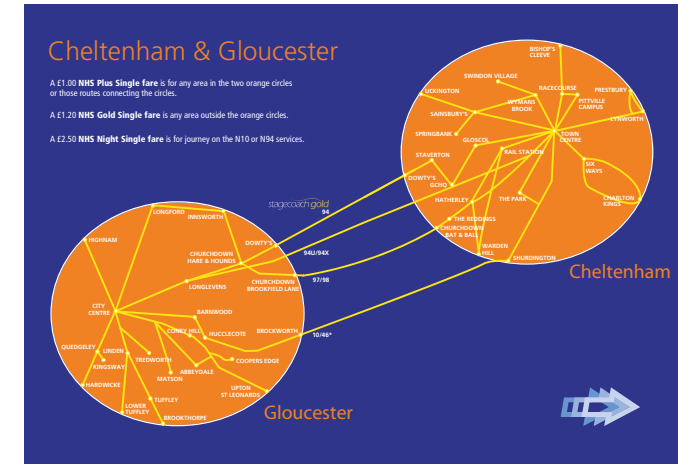 Cheltenham & Gloucester
A £1.00 NHS Plus Single fare is for any area in the two orange circles
or those routes connecting the circles.
A £1.20 NHS Gold Single fare is any area outside the orange circles.
A £2.50 NHS Night Single fare is for journey on the N10 or N94 services.
BISHOP'S
CLEEVE
SWINDON VILLAGE
UCKINGTON
RACECOURSE
PRESTBURY
WYMANS
BROOK
PITTVILLE
CAMPUS
SAINSBURY'S
LYNWORTH
SPRINGBANK
GLOSCOL
TOWN
CENTRE
STAVERTON
RAIL STATION
SIX
WAYS
DOWTY'S
GCHQ
HATHERLEY
THE PARK
CHARLTON
KINGS
THE REDDINGS
CHURCHDOWN
BAT & BALL
WARDEN
HILL
SHURDINGTON
Cheltenham
stagecoach gold
94
94U/94X
97/98
10/46*
LONGFORD
INNSWORTH
HIGHNAM
DOWTY'S
CHURCHDOWN
HARE & HOUNDS
LONGLEVENS
CHURCHDOWN
BROOKFIELD LANE
CITY
CENTRE
BARNWOOD
CONEY HILL
HUCCLECOTE
BROCKWORTH
QUEDGELEY
LINDEN
KINGSWAY
TREDWORTH
COOPERS EDGE
MATSON
ABBEYDALE
HARDWICKE
UPTON
ST LEONARDS
TUFFLEY
LOWER
TUFFLEY
BROOKTHORPE
Gloucester